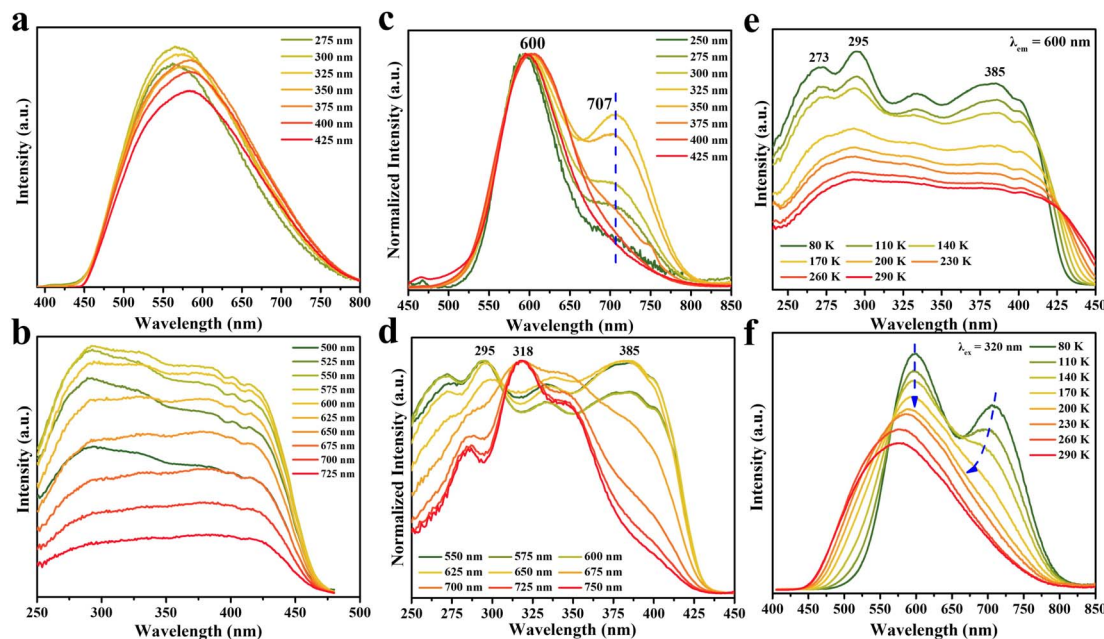 a
275 nm
300 nm
325 nm
350 nm
375 nm
400 nm
425 nm
Intensity (a.u.)
400 450 500 550 600 650 700 750 800
Wavelength (nm)
b
500 nm
525 nm
550 nm
575 nm
600 nm
625 nm
650 nm
675 nm
700 nm
725 nm
Intensity (a.u.)
250 300 350 400 450 500
Wavelength (nm)
c
600
707
250 nm
275 nm
300 nm
325 nm
350 nm
375 nm
400 nm
425 nm
Normalized Intensity (a.u.)
450 500 550 600 650 700 750 800 850
Wavelength (nm)
d
295 318 385
550 nm 575 nm 600 nm
625 nm 650 nm 675 nm
700 nm 725 nm 750 nm
Normalized Intensity (a.u.)
250 275 300 325 350 375 400 425 450
Wavelength (nm)
e
273 295 385
λem = 600 nm
80 K 110 K 140 K
170 K 200 K 230 K
260 K 290 K
Intensity (a.u.)
240 270 300 330 360 390 420 450
Wavelength (nm)
f
λex = 320 nm
80 K
110 K
140 K
170 K
200 K
230 K
260 K
290 K
Intensity (a.u.)
400 450 500 550 600 650 700 750 800 850
Wavelength (nm)